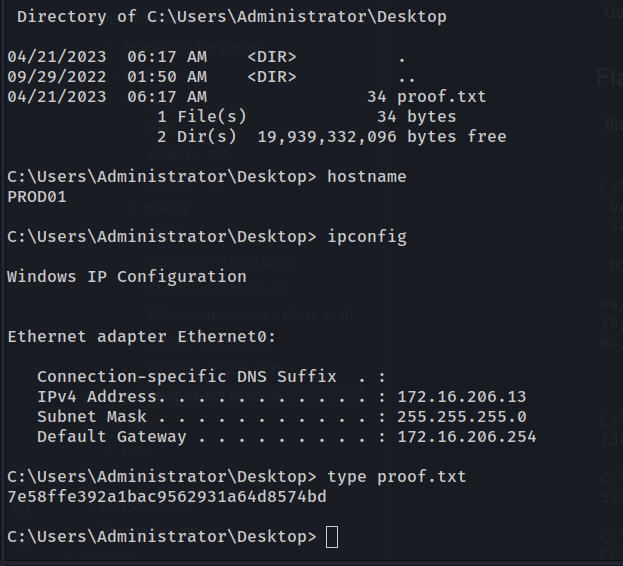 Directory of C:\Users\Administrator\Desktop
04/21/2023  06:17 AM    <DIR>          .
09/29/2022  01:50 AM    <DIR>          ..
04/21/2023  06:17 AM                34 proof.txt
1 File(s)             34 bytes
2 Dir(s)  19,939,332,096 bytes free
C:\Users\Administrator\Desktop> hostname
PROD01
C:\Users\Administrator\Desktop> ipconfig
Windows IP Configuration
Ethernet adapter Ethernet0:
Connection-specific DNS Suffix  . :
IPv4 Address. . . . . . . . . . . : 172.16.206.13
Subnet Mask . . . . . . . . . . . : 255.255.255.0
Default Gateway . . . . . . . . . : 172.16.206.254
C:\Users\Administrator\Desktop> type proof.txt
7e58ffe392a1bac9562931a64d8574bd
C:\Users\Administrator\Desktop>